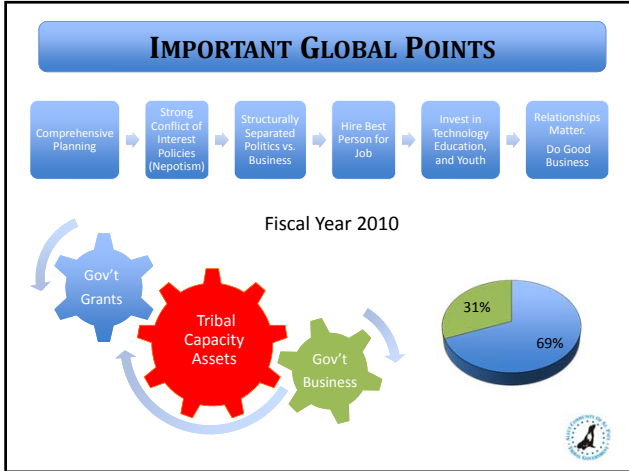 IMPORTANT GLOBAL POINTS
Comprehensive
Planning
Strong
Conflict of
Interest
Policies
(Nepotism)
Structurally
Separated
Politics vs.
Business
Hire Best
Person for
Job
Invest in
Technology
Education,
and Youth
Relationships
Matter.
Do Good
Business
Fiscal Year 2010
Gov't
Grants
Tribal
Capacity
Assets
Gov't
Business
31%
69%